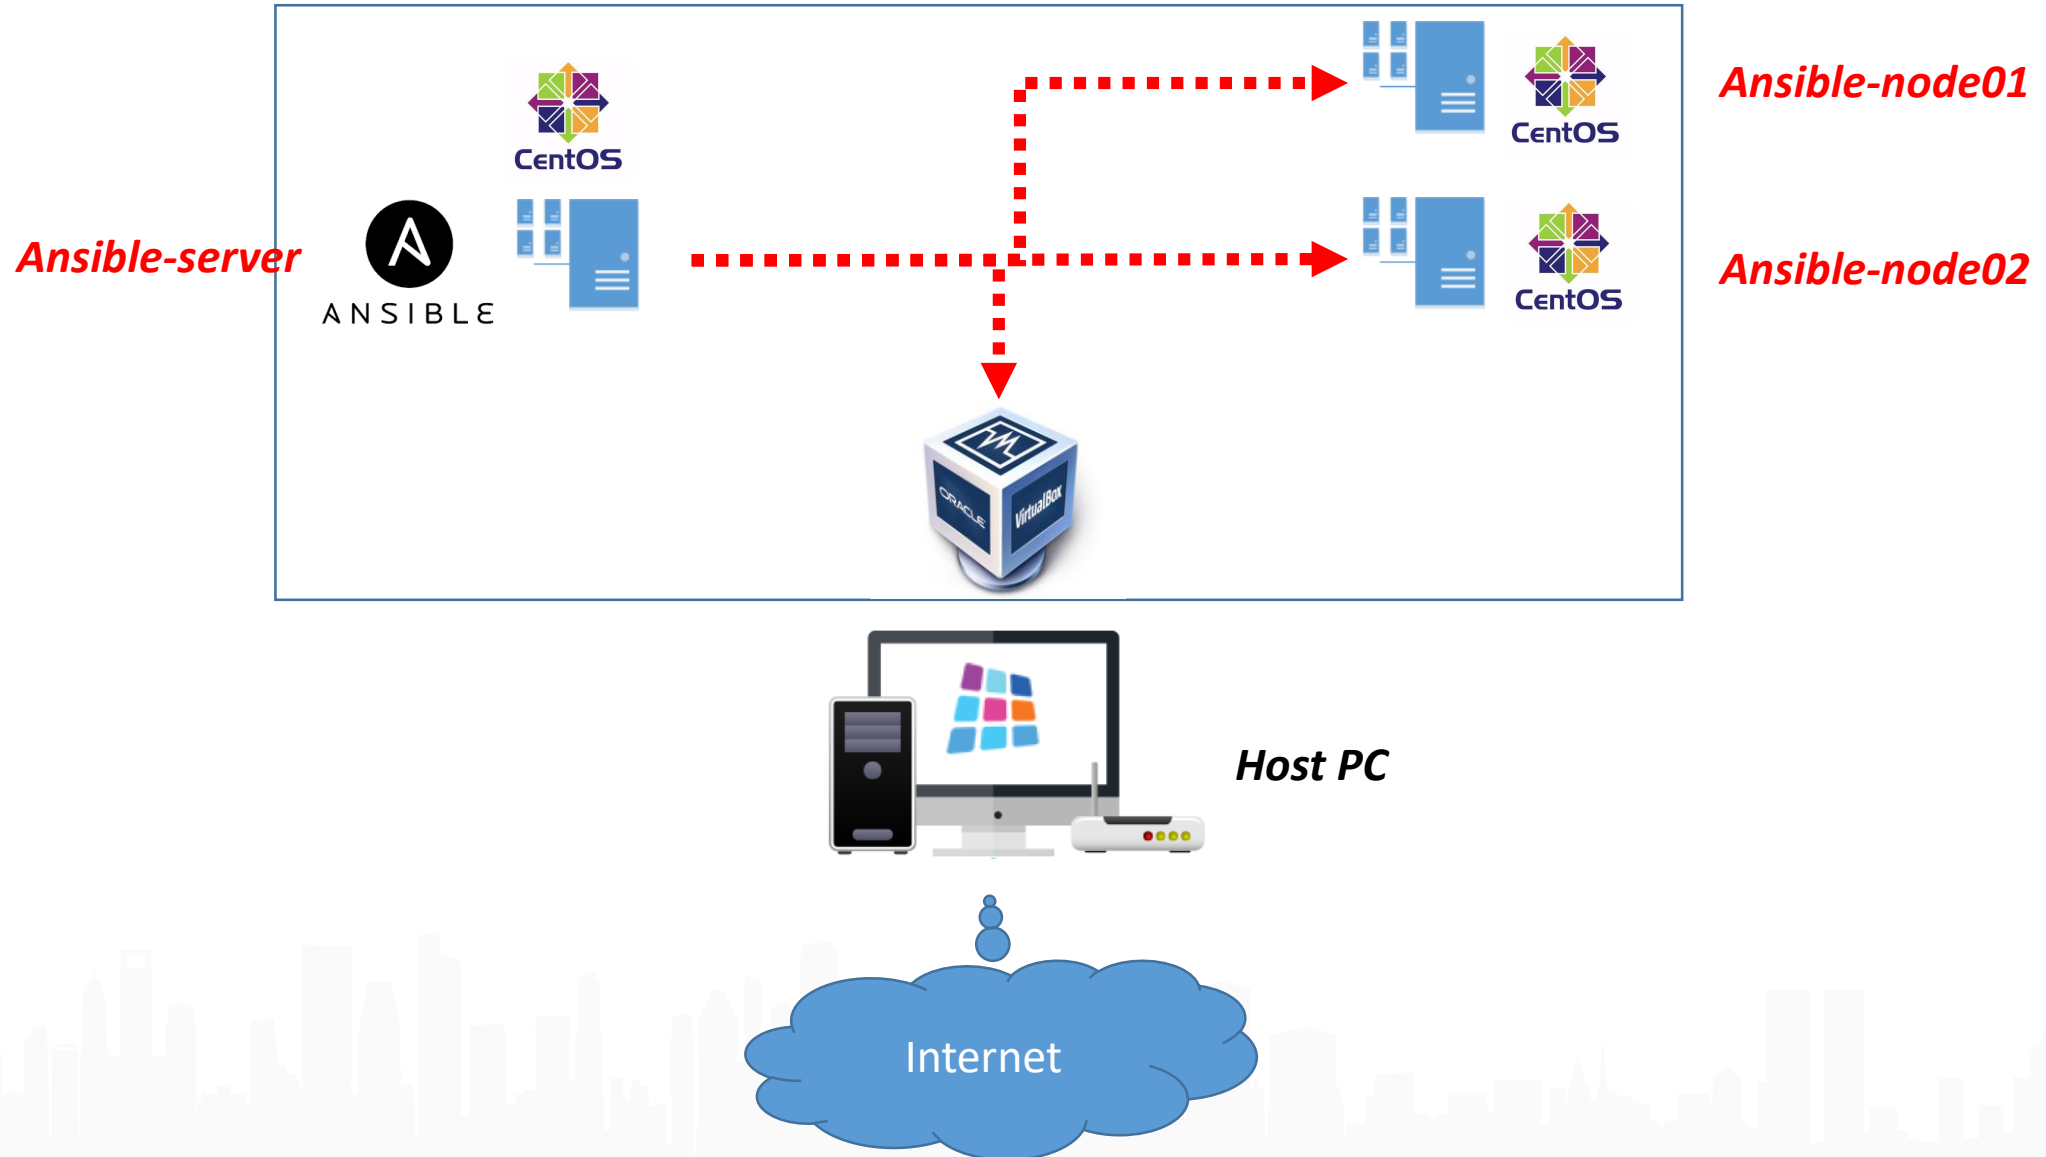 CentOS
CentOS
Ansible-node01
Ansible-server
ANSIBLE
CentOS
Ansible-node02
ORACLE
VirtualBox
Host PC
Internet